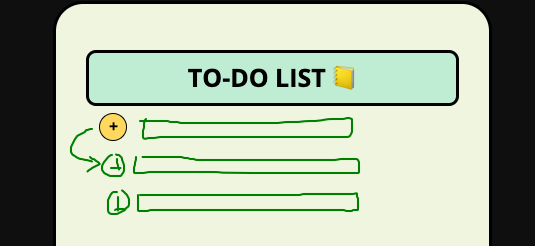 TO-DO LIST 📒
+